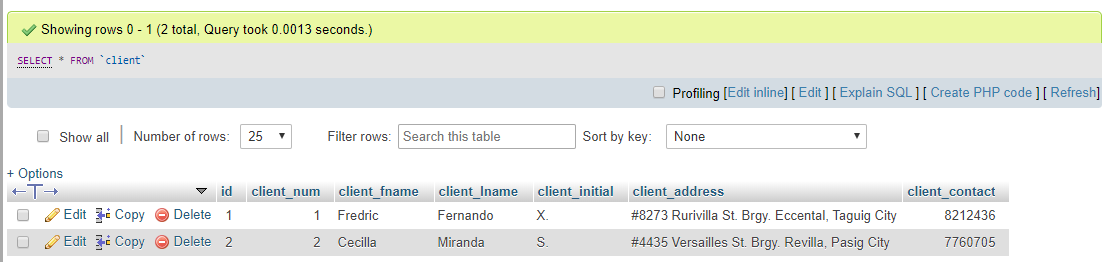 Showing rows 0 - 1 (2 total, Query took 0.0013 seconds.)
SELECT * FROM `client`
Profiling [Edit inline] [ Edit ] [ Explain SQL ] [ Create PHP code ] [ Refresh]
Show all | Number of rows: 25 Filter rows: Search this table Sort by key: None
+ Options
←T→ id client_num client_fname client_lname client_initial client_address client_contact
Edit Copy Delete 1 1 Fredric Fernando X. #8273 Rurivilla St. Brgy. Eccental, Taguig City 8212436
Edit Copy Delete 2 2 Cecilla Miranda S. #4435 Versailles St. Brgy. Revilla, Pasig City 7760705